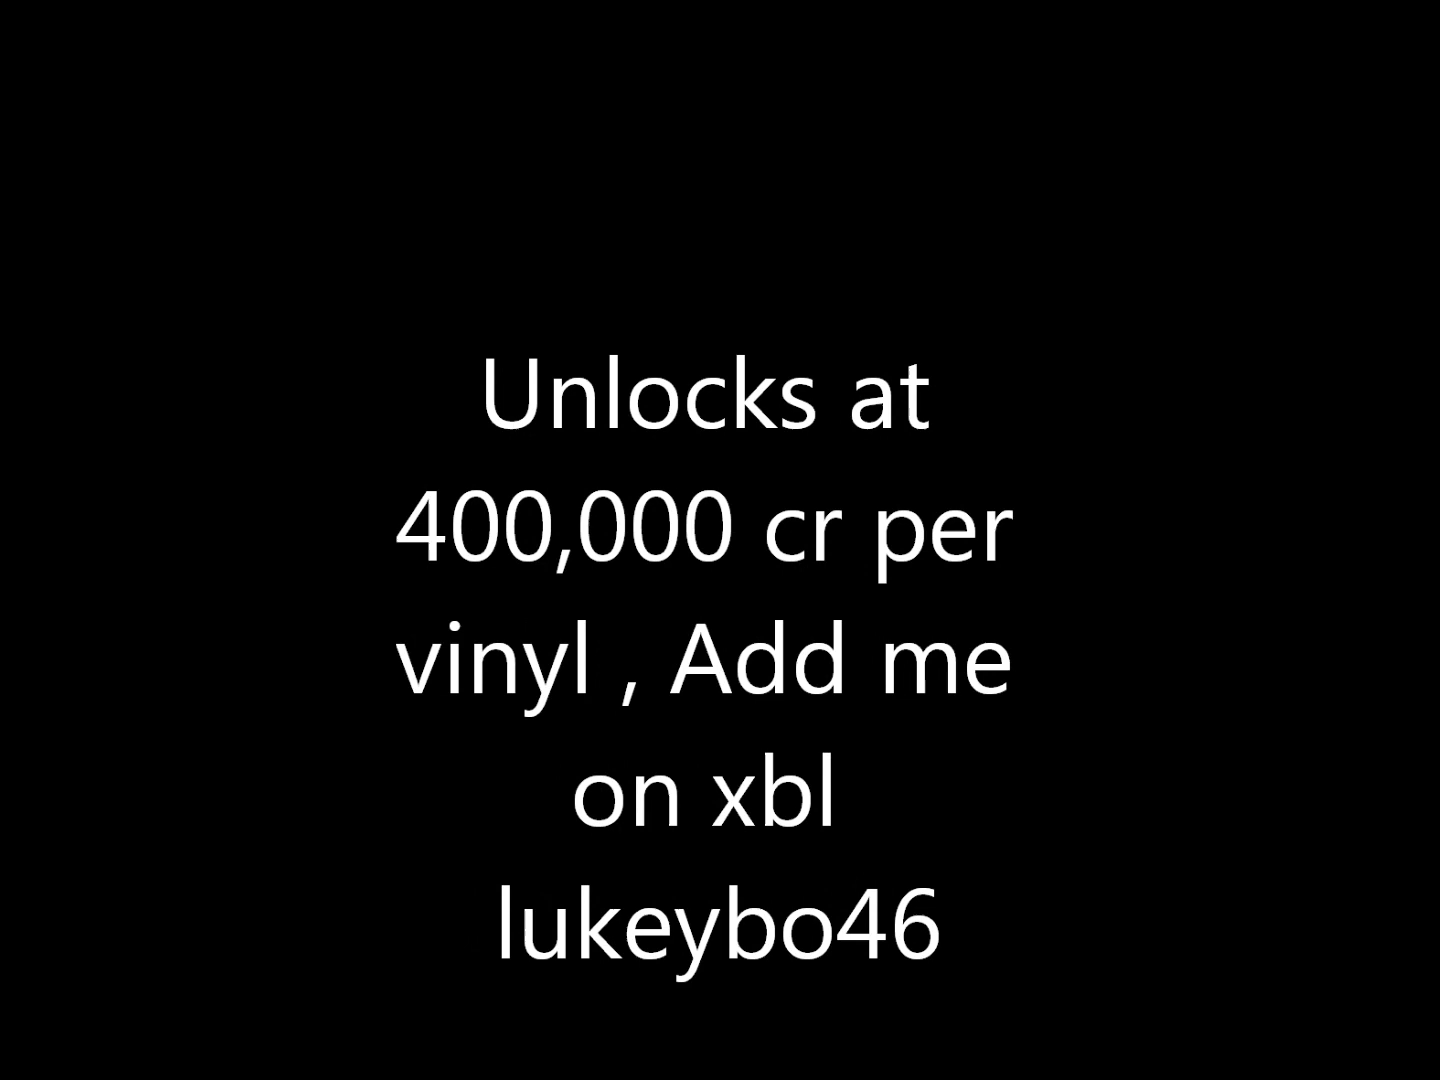 Unlocks at
400,000 cr per
vinyl , Add me
on xbl
lukeybo46